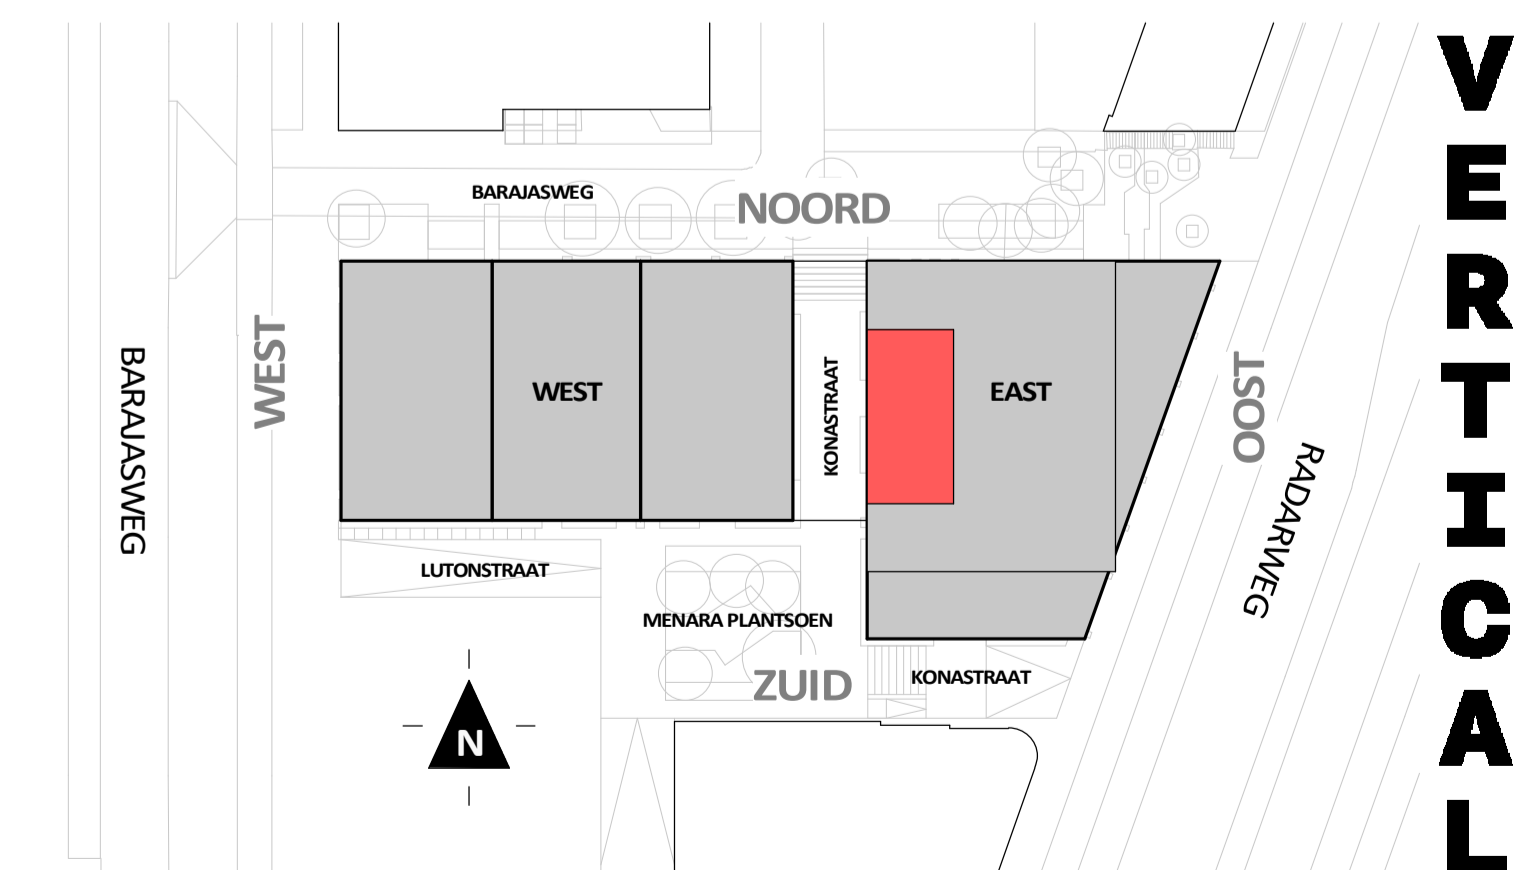 BARAJASWEG
NOORD
WEST
BARAJASWEG
WEST
KONASTRAAT
EAST
OOST
RADARWEG
LUTONSTRAAT
MENARA PLANTSOEN
ZUID
KONASTRAAT
N
VERTICAL